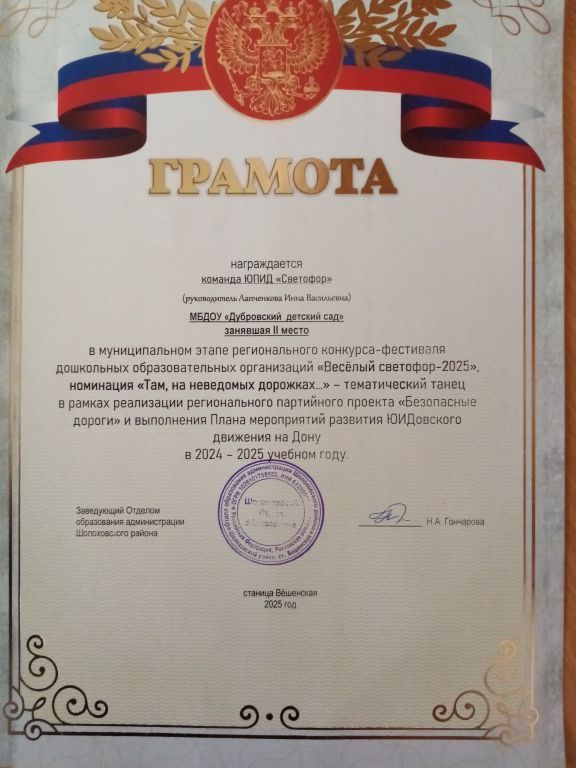 ГРАМОТА
награждается
команда ЮПИД «Светофор»
(руководитель Лапченкова Инна Васильевна)
МБДОУ «Дубровский детский сад»
занявшая II место
в муниципальном этапе регионального конкурса-фестиваля
дошкольных образовательных организаций «Весёлый светофор-2025»,
номинация «Там, на неведомых дорожках...» – тематический танец
в рамках реализации регионального партийного проекта «Безопасные
дороги» и выполнения Плана мероприятий развития ЮИДовского
движения на Дону
в 2024 – 2025 учебном году.
Заведующий Отделом
образования администрации
Шолоховского района
Н.А. Гончарова
Шолоховский
Отдел
образования
станица Вёшенская
2025 год